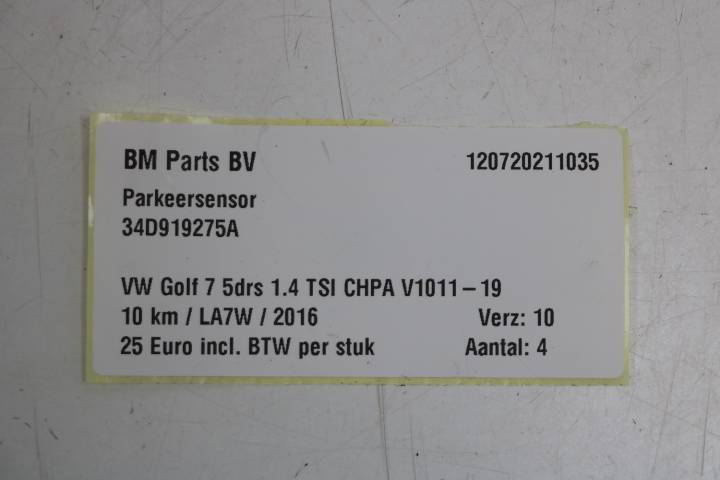 BM Parts BV 120720211035
Parkeersensor
34D919275A
VW Golf 7 5drs 1.4 TSI CHPA V1011-19
10 km / LA7W / 2016 Verz: 10
25 Euro incl. BTW per stuk Aantal: 4